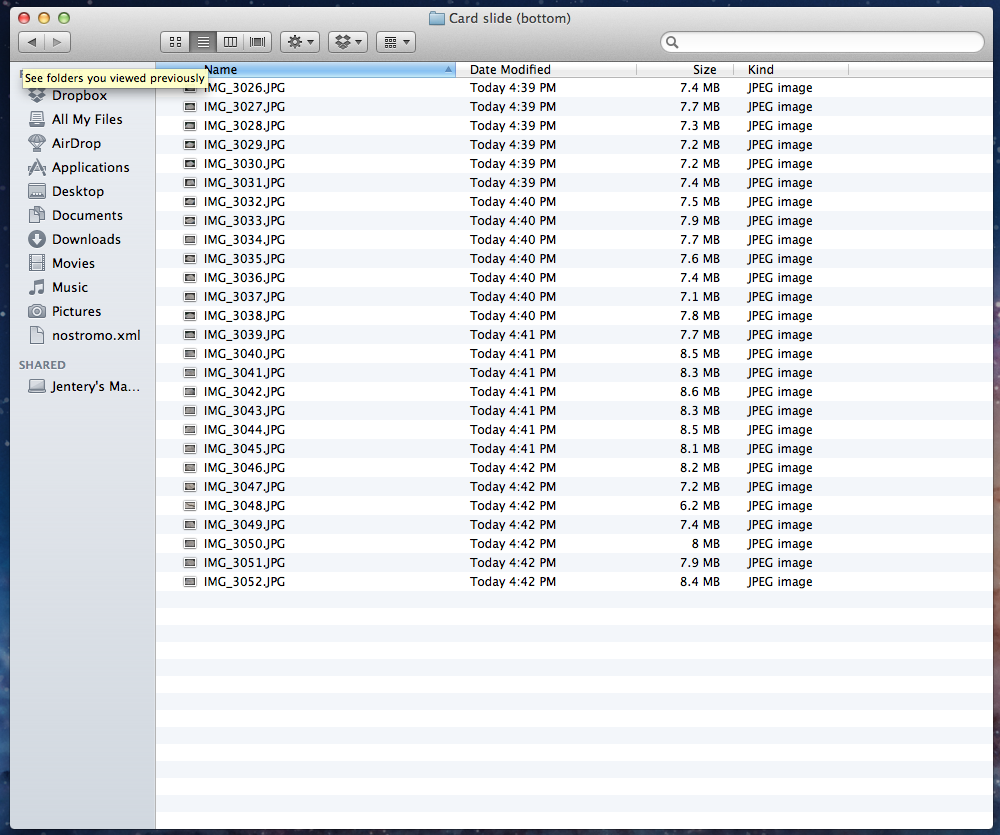 Card slide (bottom)
Name Date Modified Size Kind
See folders you viewed previously
Dropbox
All My Files
AirDrop
Applications
Desktop
Documents
Downloads
Movies
Music
Pictures
nostromo.xml
SHARED
Jentery's Ma...
IMG_3026.JPG Today 4:39 PM 7.4 MB JPEG image
IMG_3027.JPG Today 4:39 PM 7.7 MB JPEG image
IMG_3028.JPG Today 4:39 PM 7.3 MB JPEG image
IMG_3029.JPG Today 4:39 PM 7.2 MB JPEG image
IMG_3030.JPG Today 4:39 PM 7.2 MB JPEG image
IMG_3031.JPG Today 4:39 PM 7.4 MB JPEG image
IMG_3032.JPG Today 4:40 PM 7.5 MB JPEG image
IMG_3033.JPG Today 4:40 PM 7.9 MB JPEG image
IMG_3034.JPG Today 4:40 PM 7.7 MB JPEG image
IMG_3035.JPG Today 4:40 PM 7.6 MB JPEG image
IMG_3036.JPG Today 4:40 PM 7.4 MB JPEG image
IMG_3037.JPG Today 4:40 PM 7.1 MB JPEG image
IMG_3038.JPG Today 4:40 PM 7.8 MB JPEG image
IMG_3039.JPG Today 4:41 PM 7.7 MB JPEG image
IMG_3040.JPG Today 4:41 PM 8.5 MB JPEG image
IMG_3041.JPG Today 4:41 PM 8.3 MB JPEG image
IMG_3042.JPG Today 4:41 PM 8.6 MB JPEG image
IMG_3043.JPG Today 4:41 PM 8.3 MB JPEG image
IMG_3044.JPG Today 4:41 PM 8.5 MB JPEG image
IMG_3045.JPG Today 4:41 PM 8.1 MB JPEG image
IMG_3046.JPG Today 4:42 PM 8.2 MB JPEG image
IMG_3047.JPG Today 4:42 PM 7.2 MB JPEG image
IMG_3048.JPG Today 4:42 PM 6.2 MB JPEG image
IMG_3049.JPG Today 4:42 PM 7.4 MB JPEG image
IMG_3050.JPG Today 4:42 PM 8 MB JPEG image
IMG_3051.JPG Today 4:42 PM 7.9 MB JPEG image
IMG_3052.JPG Today 4:42 PM 8.4 MB JPEG image